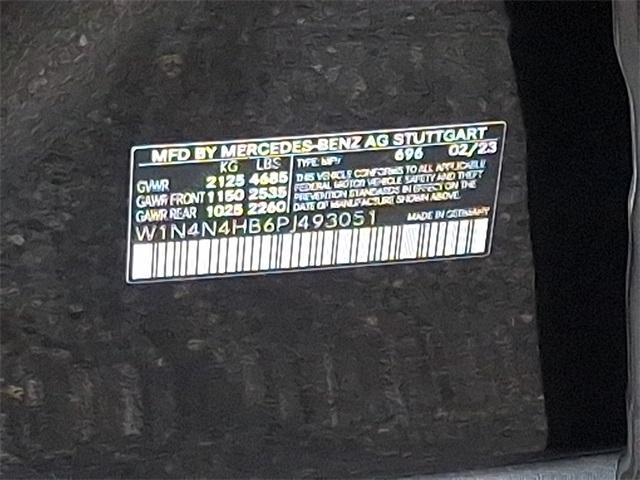 MFD BY MERCEDES-BENZ AG STUTTGART
KG LBS
GVWR 2125 4685
GAWR FRONT 1150 2535
GAWR REAR 1025 2260
TYPE: MPV 696 02/23
THIS VEHICLE CONFORMS TO ALL APPLICABLE
FEDERAL MOTOR VEHICLE SAFETY AND THEFT
PREVENTION STANDARDS IN EFFECT ON THE
DATE OF MANUFACTURE SHOWN ABOVE.
W1N4N4HB6PJ493051 MADE IN GERMANY